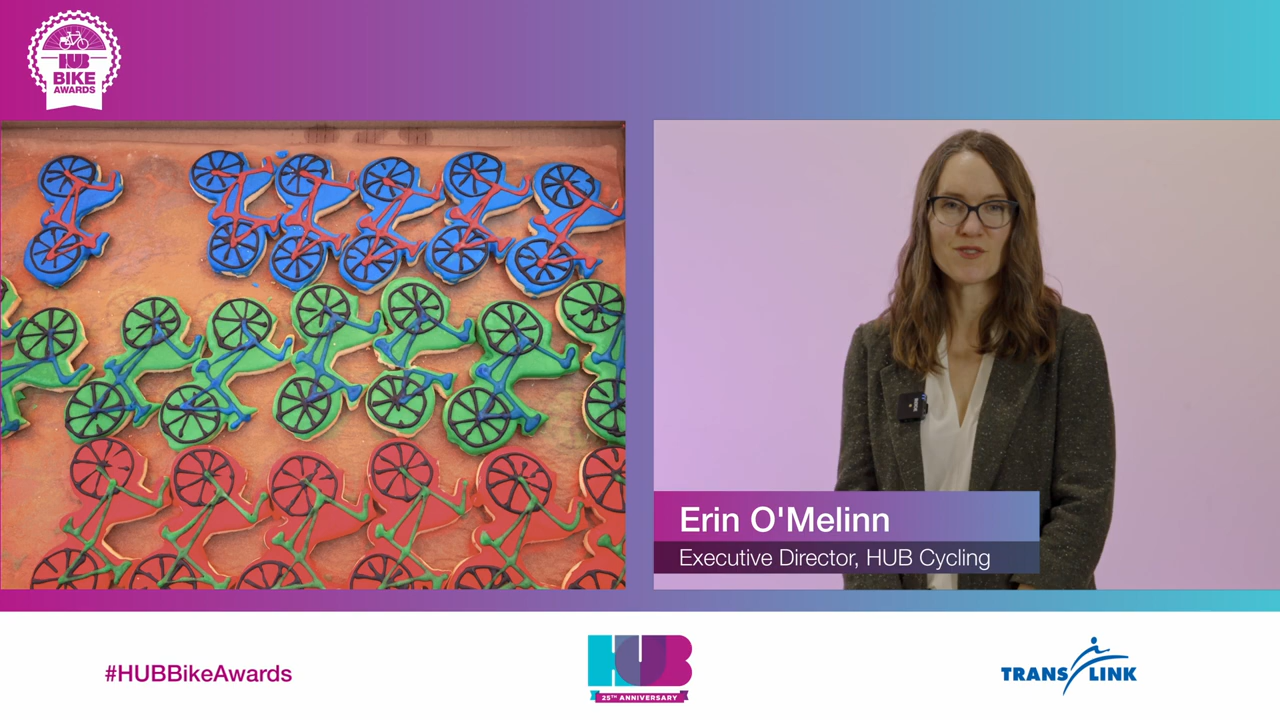 HUB
BIKE
AWARDS
Erin O'Melinn
Executive Director, HUB Cycling
#HUBBikeAwards
HUB
25TH ANNIVERSARY
TRANSLINK